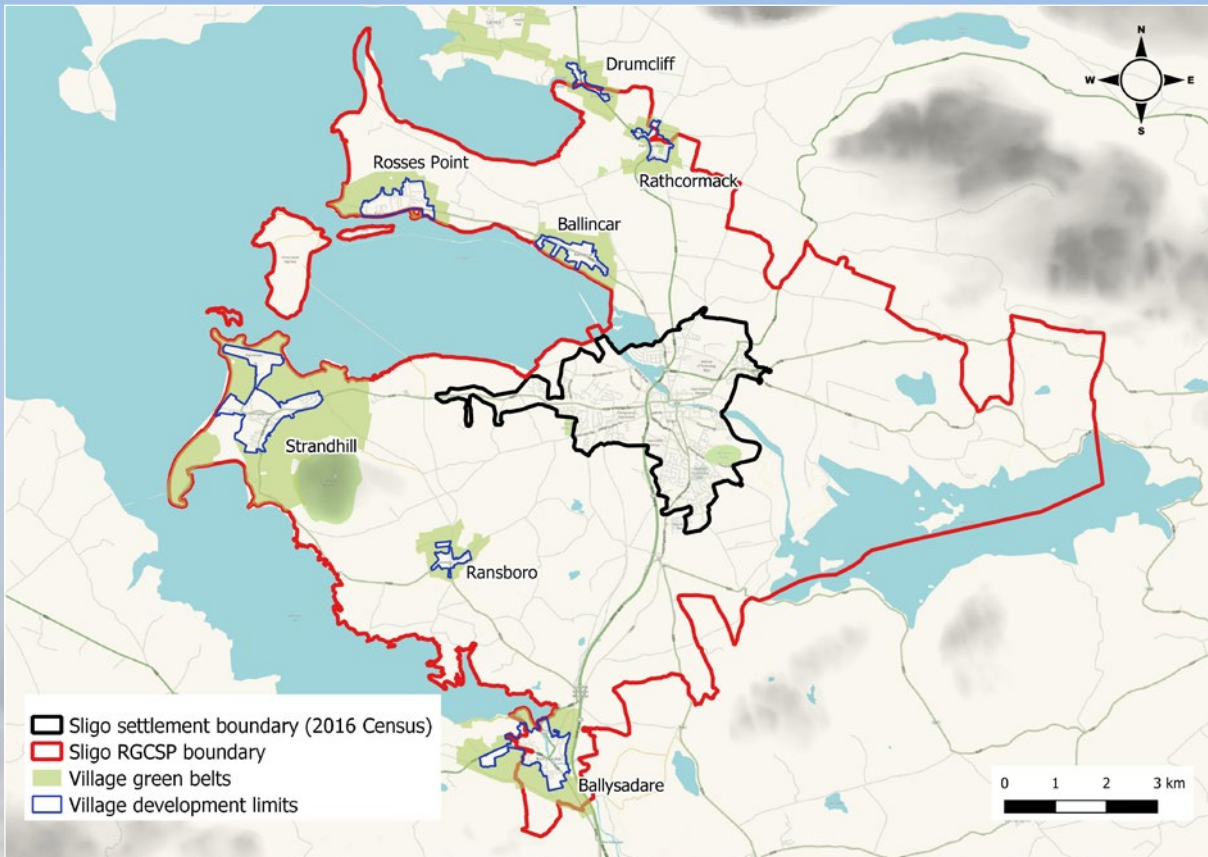 N
W E
S
Drumcliff
Rosses Point
Rathcormack
Ballincar
Strandhill
Ransboro
Ballysadare
Sligo settlement boundary (2016 Census)
Sligo RGCSP boundary
Village green belts
Village development limits
0 1 2 3 km